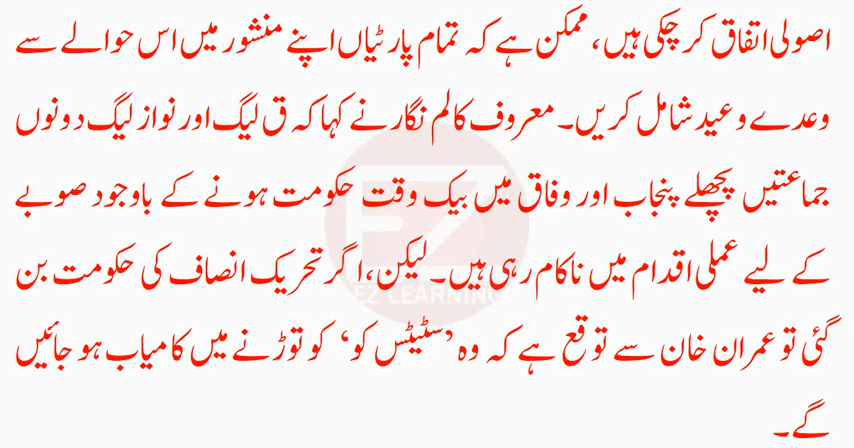 اصولی اتفاق کر چکی ہیں، ممکن ہے کہ تمام پارٹیاں اپنے منشور میں اس حوالے سے
وعدے وعید شامل کریں۔ معروف کالم نگار نے کہا کہ ق لیگ اور نواز لیگ دونوں
جماعتیں پچھلے پنجاب اور وفاق میں بیک وقت حکومت ہونے کے باوجود صوبے
کے لیے عملی اقدام میں ناکام رہی ہیں۔ لیکن، اگر تحریک انصاف کی حکومت بن
EZ LEARNING
گئی تو عمران خان سے توقع ہے کہ وہ ’سٹیٹس کو‘ کو توڑنے میں کامیاب ہو جائیں
گے۔